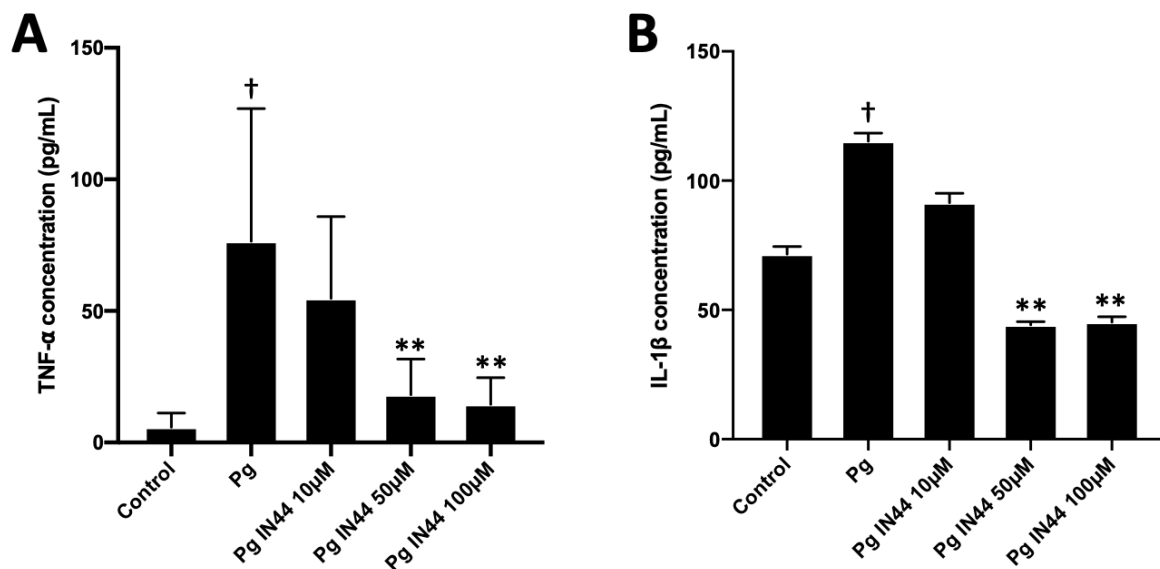 A
TNF-α concentration (pg/mL)
150
100
50
0
†
**
**
Control
Pg
Pg IN44 10µM
Pg IN44 50µM
Pg IN44 100µM
B
IL-1β concentration (pg/mL)
150
100
50
0
†
**
**
Control
Pg
Pg IN44 10µM
Pg IN44 50µM
Pg IN44 100µM